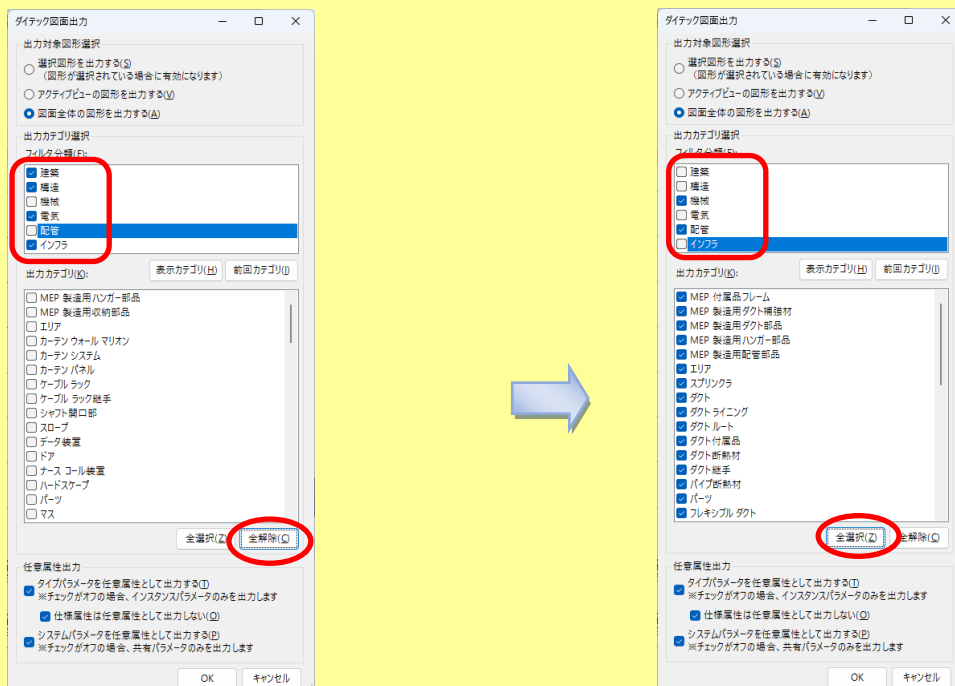 ダイテック図面出力
出力対象図形選択
選択図形を出力する(S)
（図形が選択されている場合に有効になります）
アクティブビューの図形を出力する(V)
図面全体の図形を出力する(A)
出力カテゴリ選択
フィルタ分類(F):
建築
構造
機械
電気
配管
インフラ
出力カテゴリ(K):
表示カテゴリ(H)
前回カテゴリ(I)
MEP 製造用ハンガー部品
MEP 製造用収納部品
エリア
カーテン ウォール マリオン
カーテン システム
カーテン パネル
ケーブル ラック
ケーブル ラック継手
シャフト開口部
スロープ
データ装置
ドア
ナース コール装置
ハードスケープ
パーツ
マス
全選択(Z)
全解除(C)
任意属性出力
タイプパラメータを任意属性として出力する(T)
※チェックがオフの場合、インスタンスパラメータのみを出力します
仕様属性は任意属性として出力しない(O)
システムパラメータを任意属性として出力する(P)
※チェックがオフの場合、共有パラメータのみを出力します
OK
キャンセル
ダイテック図面出力
出力対象図形選択
選択図形を出力する(S)
（図形が選択されている場合に有効になります）
アクティブビューの図形を出力する(V)
図面全体の図形を出力する(A)
出力カテゴリ選択
フィルタ分類(F):
建築
構造
機械
電気
配管
インフラ
出力カテゴリ(K):
表示カテゴリ(H)
前回カテゴリ(I)
MEP 付属品フレーム
MEP 製造用ダクト補強材
MEP 製造用ダクト部品
MEP 製造用ハンガー部品
MEP 製造用配管部品
エリア
スプリンクラ
ダクト
ダクト ライニング
ダクト ルート
ダクト付属品
ダクト断熱材
ダクト継手
パイプ断熱材
パーツ
フレキシブル ダクト
全選択(Z)
全解除(C)
任意属性出力
タイプパラメータを任意属性として出力する(T)
※チェックがオフの場合、インスタンスパラメータのみを出力します
仕様属性は任意属性として出力しない(O)
システムパラメータを任意属性として出力する(P)
※チェックがオフの場合、共有パラメータのみを出力します
OK
キャンセル